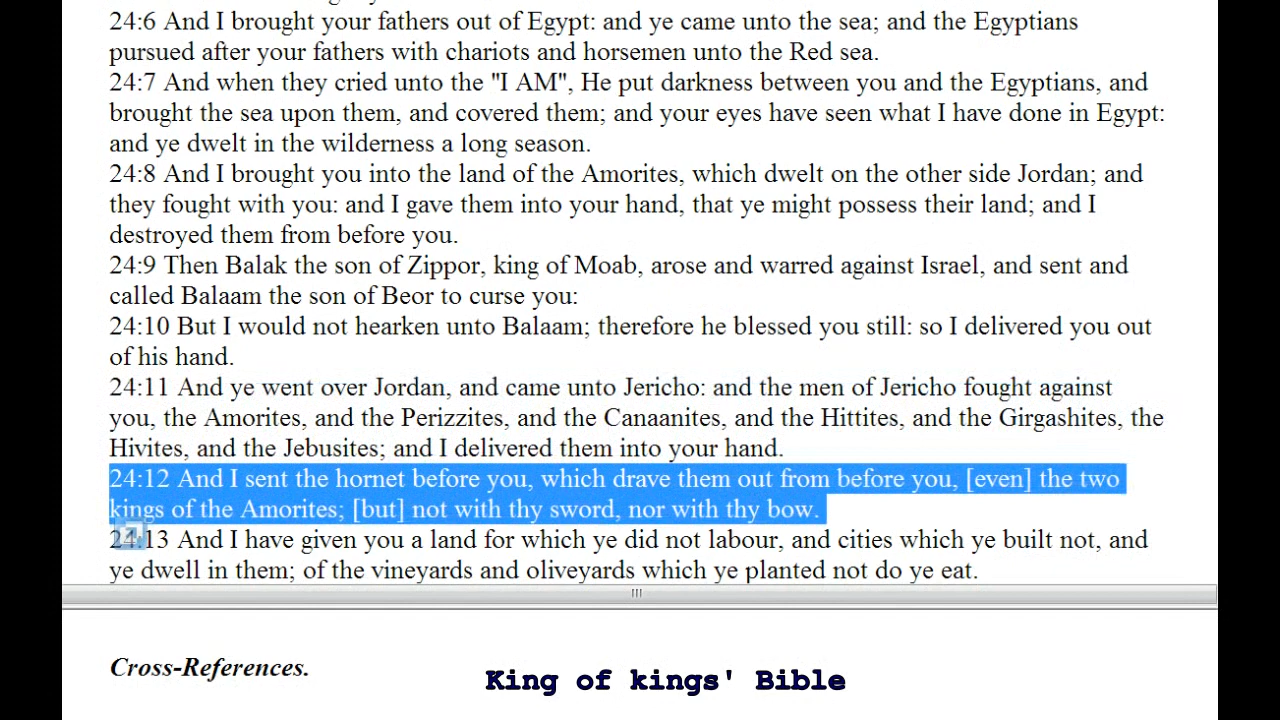 24:6 And I brought your fathers out of Egypt: and ye came unto the sea; and the Egyptians
pursued after your fathers with chariots and horsemen unto the Red sea.
24:7 And when they cried unto the "I AM", He put darkness between you and the Egyptians, and
brought the sea upon them, and covered them; and your eyes have seen what I have done in Egypt:
and ye dwelt in the wilderness a long season.
24:8 And I brought you into the land of the Amorites, which dwelt on the other side Jordan; and
they fought with you: and I gave them into your hand, that ye might possess their land; and I
destroyed them from before you.
24:9 Then Balak the son of Zippor, king of Moab, arose and warred against Israel, and sent and
called Balaam the son of Beor to curse you:
24:10 But I would not hearken unto Balaam; therefore he blessed you still: so I delivered you out
of his hand.
24:11 And ye went over Jordan, and came unto Jericho: and the men of Jericho fought against
you, the Amorites, and the Perizzites, and the Canaanites, and the Hittites, and the Girgashites, the
Hivites, and the Jebusites; and I delivered them into your hand.
24:12 And I sent the hornet before you, which drave them out from before you, [even] the two
kings of the Amorites; [but] not with thy sword, nor with thy bow.
24:13 And I have given you a land for which ye did not labour, and cities which ye built not, and
ye dwell in them; of the vineyards and oliveyards which ye planted not do ye eat.
Cross-References.
King of kings' Bible